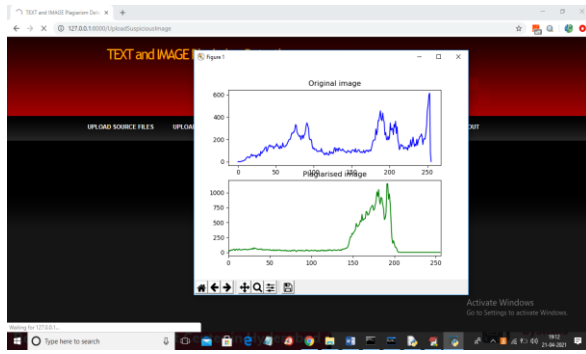 TEXT and IMAGE Plagiarism Dete
127.0.0.1:8000/UploadSuspiciousImage
TEXT and IMAGE
Figure 1
UPLOAD SOURCE FILES
Original image
600
400
200
0
0 50 100 150 200 250
Plagiarised image
1000
750
500
250
0
0 50 100 150 200 250
Activate Windows
Go to Settings to activate Windows.
Waiting for 127.0.0.1...
Type here to search
19:12
21-04-2021